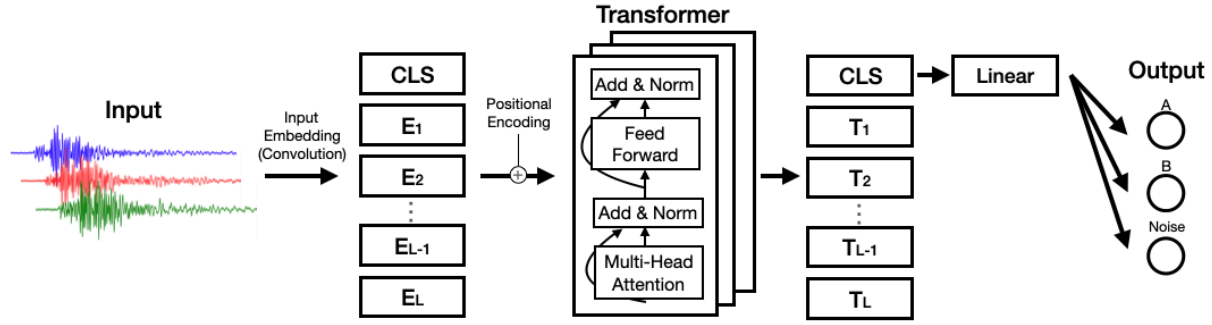 Input
Input
Embedding
(Convolution)
CLS
E1
E2
EL-1
EL
Positional
Encoding
+
Transformer
Add & Norm
Feed
Forward
Add & Norm
Multi-Head
Attention
CLS
T1
T2
TL-1
TL
Linear
Output
A
B
Noise